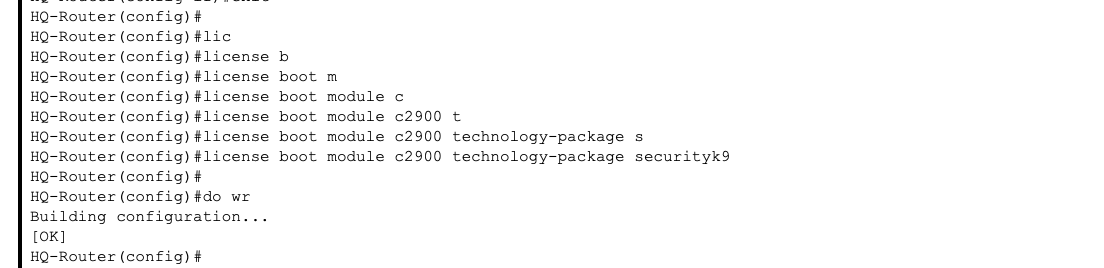 HQ-Router(config)#
HQ-Router(config)#lic
HQ-Router(config)#license b
HQ-Router(config)#license boot m
HQ-Router(config)#license boot module c
HQ-Router(config)#license boot module c2900 t
HQ-Router(config)#license boot module c2900 technology-package s
HQ-Router(config)#license boot module c2900 technology-package securityk9
HQ-Router(config)#
HQ-Router(config)#do wr
Building configuration...
[OK]
HQ-Router(config)#